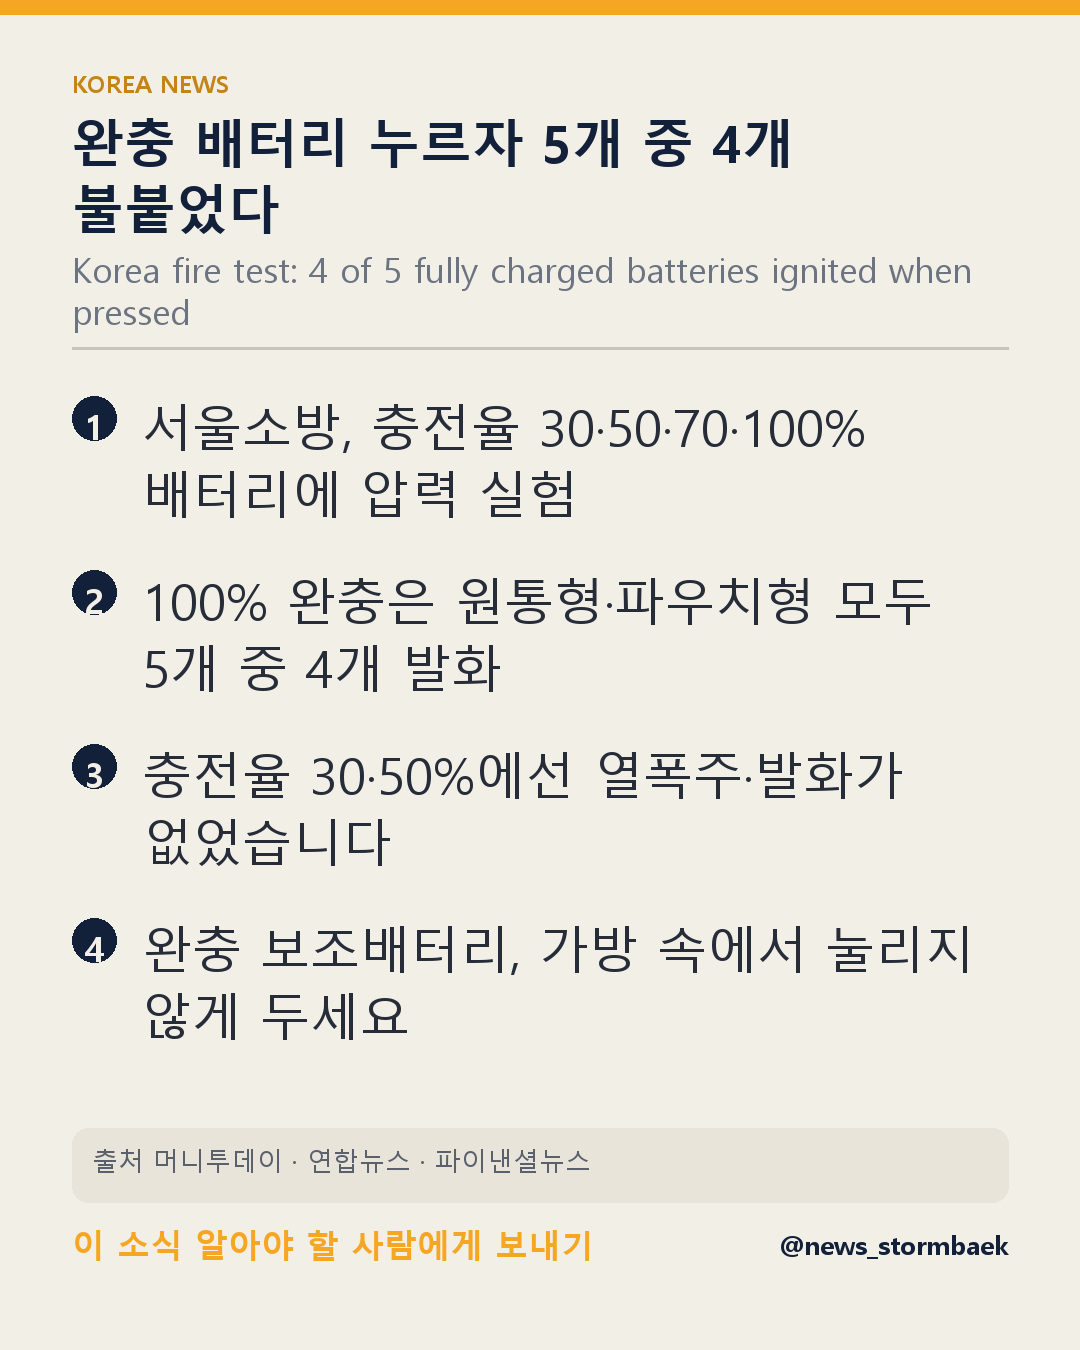 KOREA NEWS
완충 배터리 누르자 5개 중 4개
불붙었다
Korea fire test: 4 of 5 fully charged batteries ignited when
pressed
1 서울소방, 충전율 30·50·70·100%
배터리에 압력 실험
2 100% 완충은 원통형·파우치형 모두
5개 중 4개 발화
3 충전율 30·50%에선 열폭주·발화가
없었습니다
4 완충 보조배터리, 가방 속에서 눌리지
않게 두세요
출처 머니투데이 · 연합뉴스 · 파이낸셜뉴스
이 소식 알아야 할 사람에게 보내기
@news_stormbaek